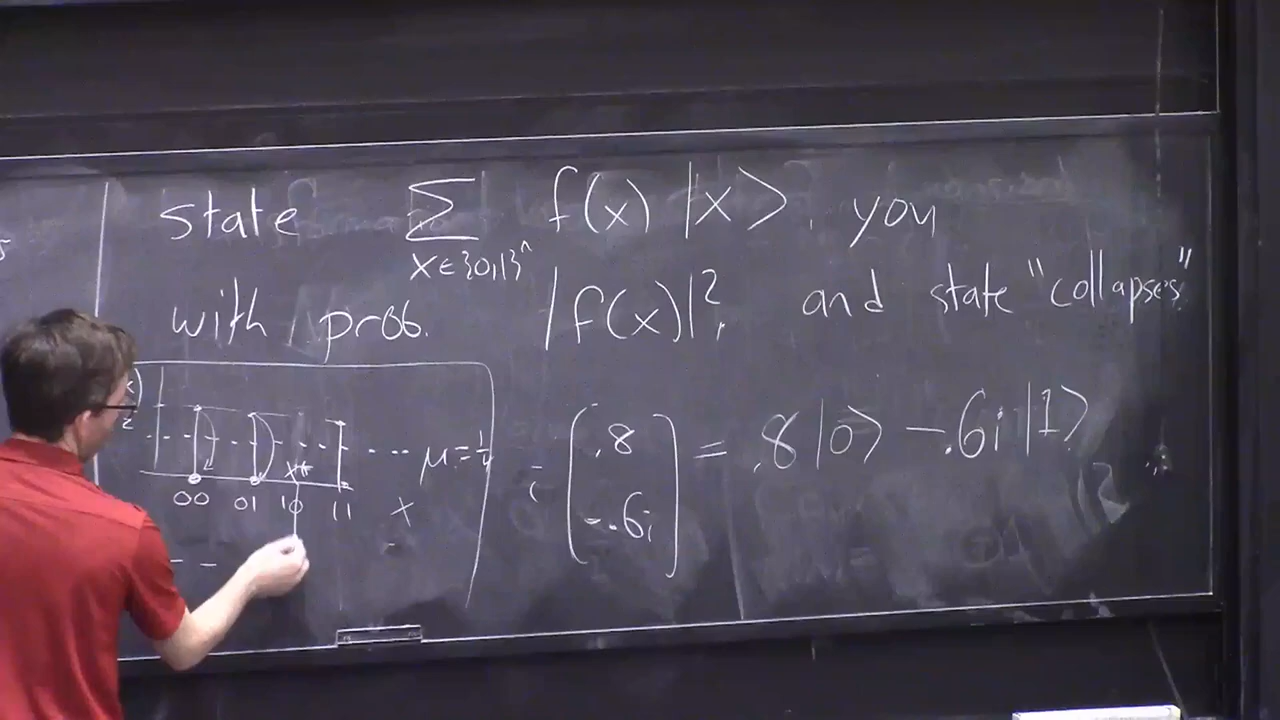 state Σ f(x) |x>, you
x∈{0,1}ⁿ
with prob. |f(x)|², and state "collapses"
μ=1/4
00 01 10 11 x
(.8
-.6i) = .8|0> - .6i|1>